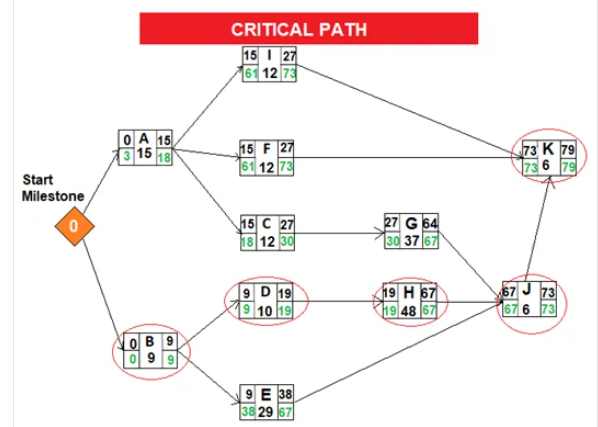 CRITICAL PATH
15 I 27
61 12 73
0 A 15
3 15 18
15 F 27
61 12 73
73 K 79
73 6 79
Start
Milestone
0
15 C 27
18 12 30
27 G 64
30 37 67
9 D 19
9 10 19
19 H 67
19 48 67
67 J 73
67 6 73
0 B 9
0 9 9
9 E 38
38 29 67